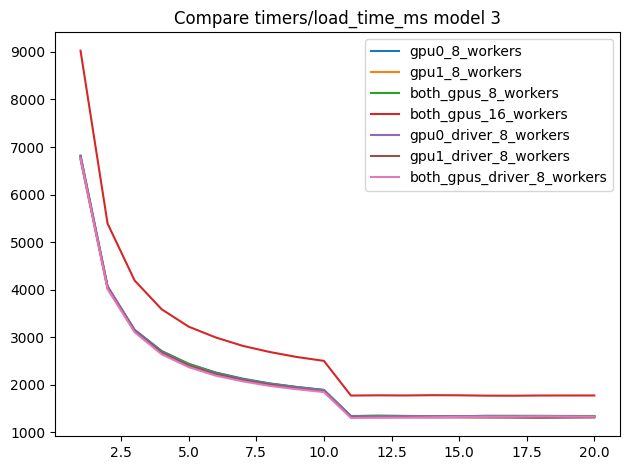 Compare timers/load_time_ms model 3
gpu0_8_workers
gpu1_8_workers
both_gpus_8_workers
both_gpus_16_workers
gpu0_driver_8_workers
gpu1_driver_8_workers
both_gpus_driver_8_workers
9000
8000
7000
6000
5000
4000
3000
2000
1000
2.5 5.0 7.5 10.0 12.5 15.0 17.5 20.0